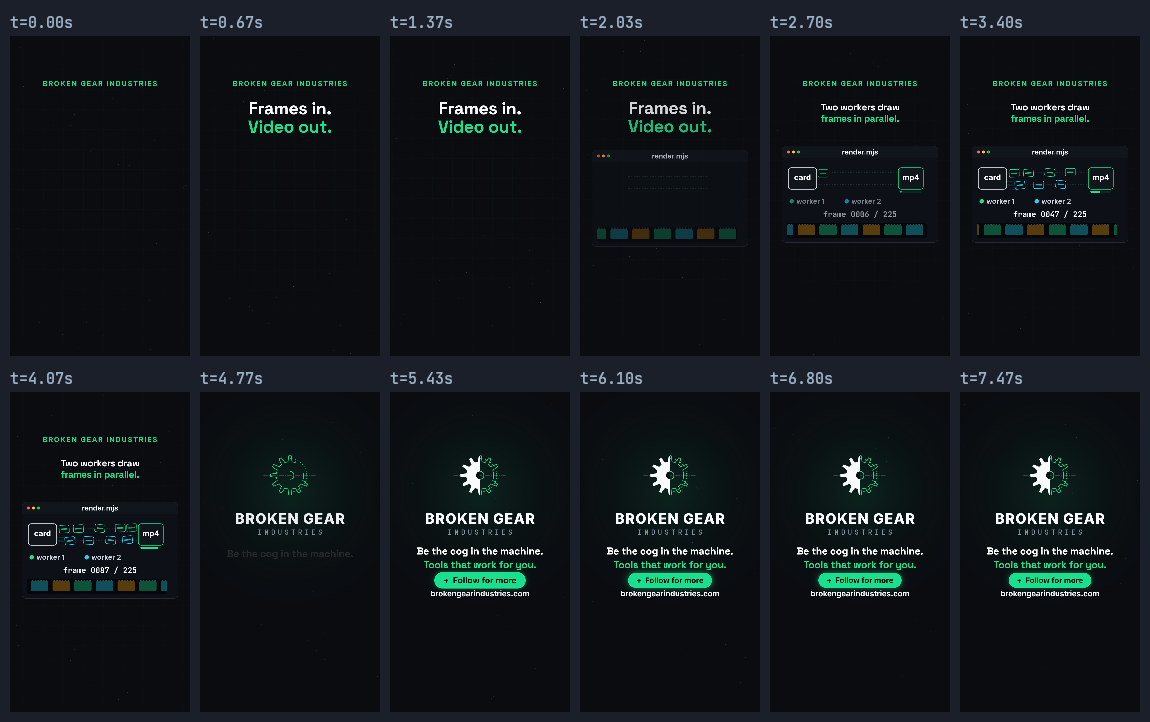 t=0.00s
BROKEN GEAR INDUSTRIES
t=0.67s
BROKEN GEAR INDUSTRIES
Frames in.
Video out.
t=1.37s
BROKEN GEAR INDUSTRIES
Frames in.
Video out.
t=2.03s
BROKEN GEAR INDUSTRIES
Frames in.
Video out.
render.mjs
t=2.70s
BROKEN GEAR INDUSTRIES
Two workers draw
frames in parallel.
render.mjs
card
mp4
worker 1
worker 2
frame 0006 / 225
t=3.40s
BROKEN GEAR INDUSTRIES
Two workers draw
frames in parallel.
render.mjs
card
mp4
worker 1
worker 2
frame 0047 / 225
t=4.07s
BROKEN GEAR INDUSTRIES
Two workers draw
frames in parallel.
render.mjs
card
mp4
worker 1
worker 2
frame 0087 / 225
t=4.77s
BROKEN GEAR
INDUSTRIES
Be the cog in the machine.
t=5.43s
BROKEN GEAR
INDUSTRIES
Be the cog in the machine.
Tools that work for you.
+ Follow for more
brokengearindustries.com
t=6.10s
BROKEN GEAR
INDUSTRIES
Be the cog in the machine.
Tools that work for you.
+ Follow for more
brokengearindustries.com
t=6.80s
BROKEN GEAR
INDUSTRIES
Be the cog in the machine.
Tools that work for you.
+ Follow for more
brokengearindustries.com
t=7.47s
BROKEN GEAR
INDUSTRIES
Be the cog in the machine.
Tools that work for you.
+ Follow for more
brokengearindustries.com